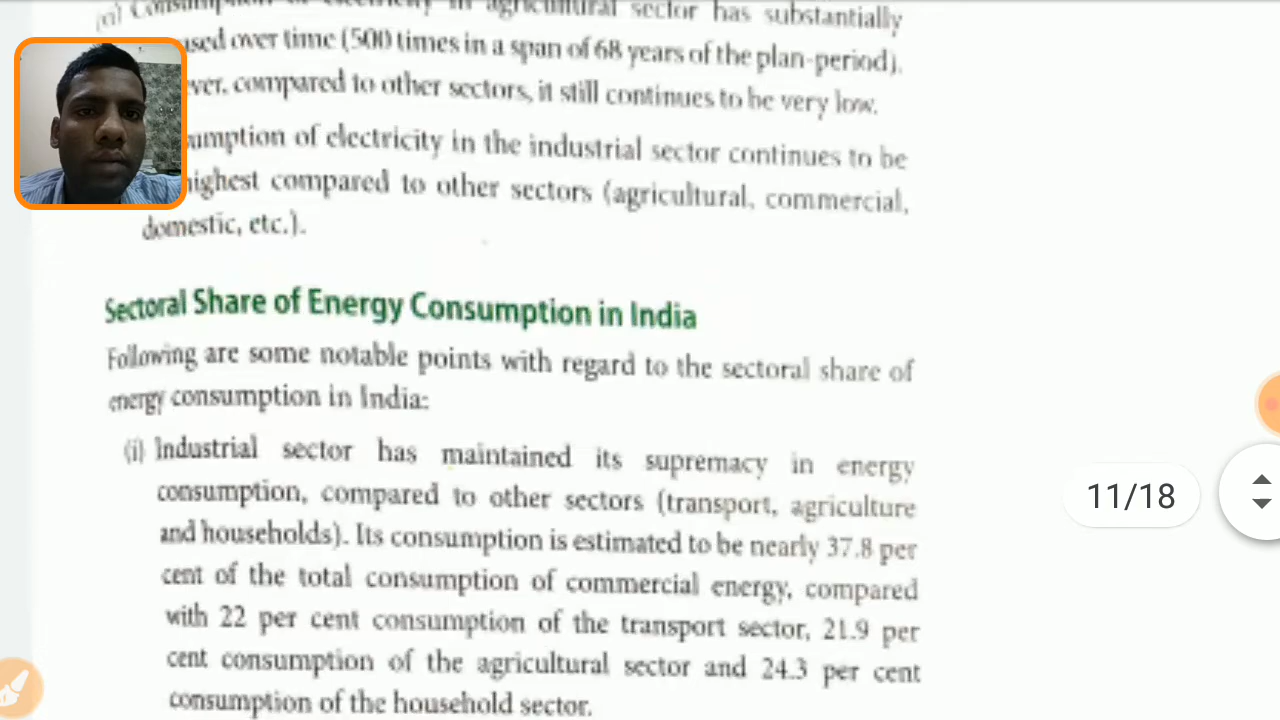 in agricultural sector has substantially
over time (500 times in a span of 68 years of the plan-period).
compared to other sectors, it still continues to be very low.
of electricity in the industrial sector continues to be
compared to other sectors (agricultural, commercial,
domestic, etc.).
Sectoral Share of Energy Consumption in India
Following are some notable points with regard to the sectoral share of
energy consumption in India:
(i) Industrial sector has maintained its supremacy in energy
consumption, compared to other sectors (transport, agriculture
and households). Its consumption is estimated to be nearly 37.8 per
cent of the total consumption of commercial energy, compared
with 22 per cent consumption of the transport sector, 21.9 per
cent consumption of the agricultural sector and 24.3 per cent
consumption of the household sector.
11/18